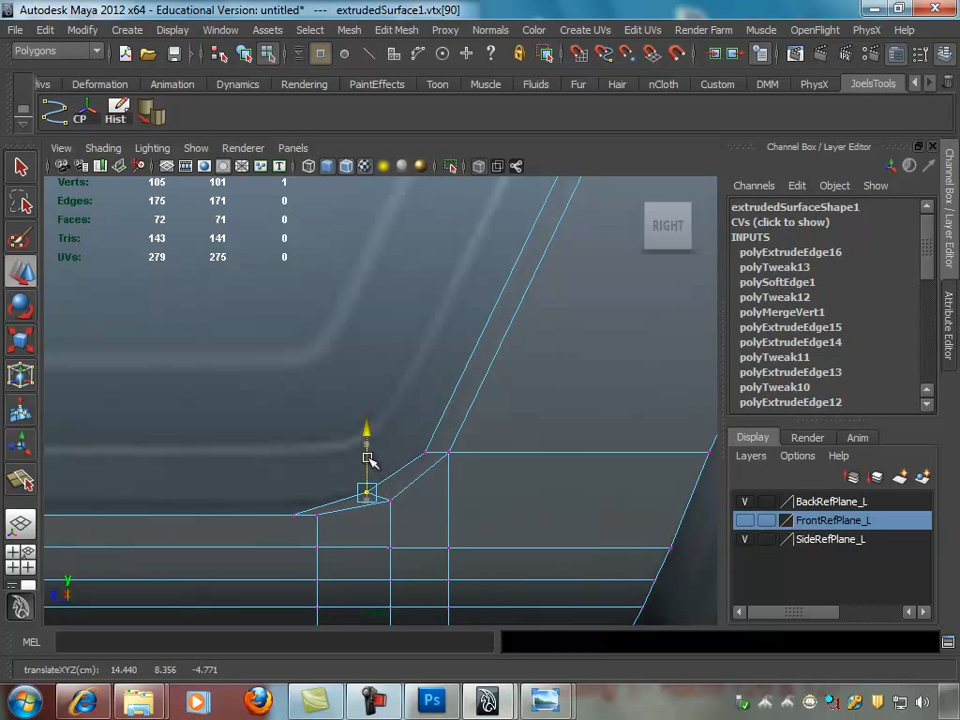 Autodesk Maya 2012 x64 - Educational Version: untitled* --- extrudedSurface1.vtx[90]
File Edit Modify Create Display Window Assets Select Mesh Edit Mesh Proxy Normals Color Create UVs Edit UVs Render Farm Muscle OpenFlight PhysX Help
Polygons
ivs Deformation Animation Dynamics Rendering PaintEffects Toon Muscle Fluids Fur Hair nCloth Custom DMM PhysX JoelsTools
CP Hist
View Shading Lighting Show Renderer Panels
Channel Box / Layer Editor
Verts: 105 101 1
Edges: 175 171 0
Faces: 72 71 0
Tris: 143 141 0
UVs: 279 275 0
RIGHT
Channels Edit Object Show
extrudedSurfaceShape1
CVs (click to show)
INPUTS
polyExtrudeEdge16
polyTweak13
polySoftEdge1
polyTweak12
polyMergeVert1
polyExtrudeEdge15
polyExtrudeEdge14
polyTweak11
polyExtrudeEdge13
polyTweak10
polyExtrudeEdge12
Display Render Anim
Layers Options Help
V BackRefPlane_L
FrontRefPlane_L
V SideRefPlane_L
Channel Box / Layer Editor
Attribute Editor
y
MEL
translateXYZ(cm): 14.440 8.356 -4.771
Ps